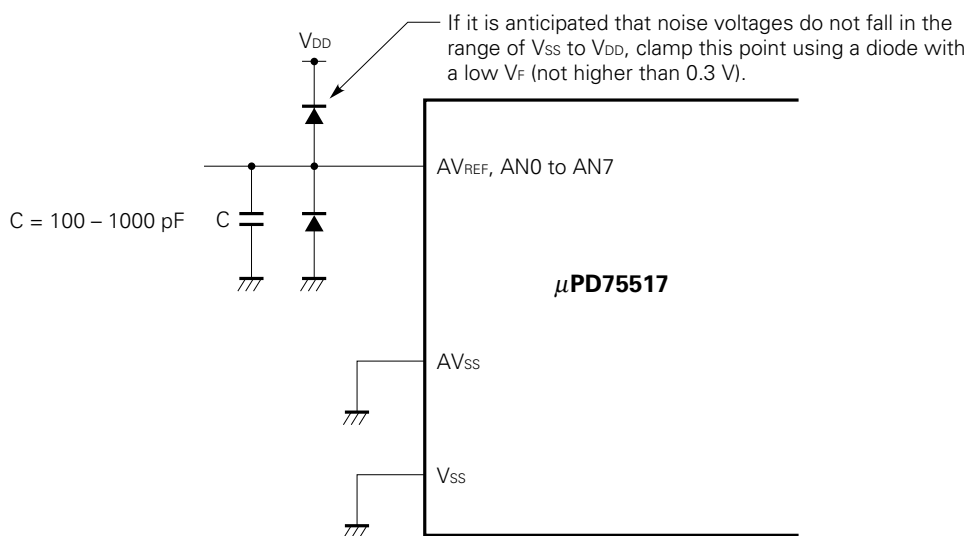 If it is anticipated that noise voltages do not fall in the
range of VSS to VDD, clamp this point using a diode with
a low VF (not higher than 0.3 V).
VDD
AVREF, AN0 to AN7
C = 100 – 1000 pF
C
μPD75517
AVSS
VSS